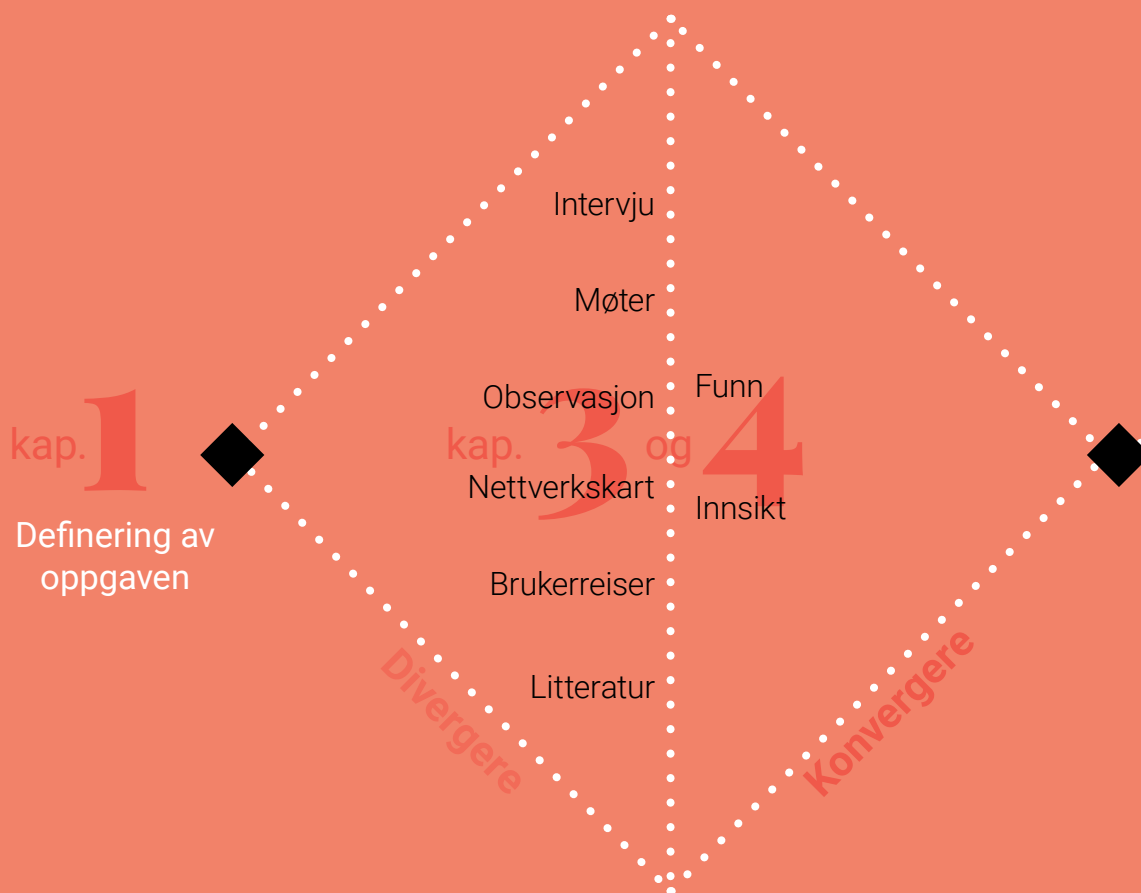 kap. 1
Definering av
oppgaven
kap. 3 og 4
Intervju
Møter
Observasjon
Nettverkskart
Brukerreiser
Litteratur
Funn
Innsikt
Divergere
Konvergere